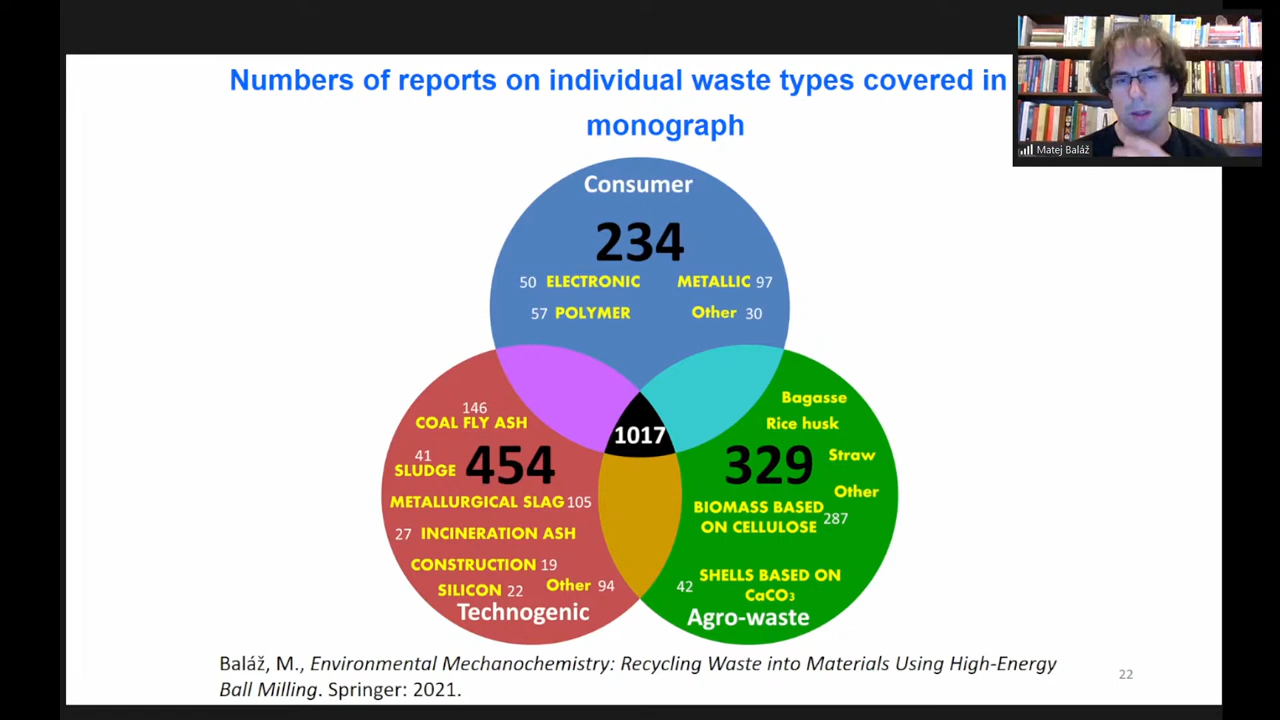 Numbers of reports on individual waste types covered in
monograph
Matej Baláž
Consumer
234
50 ELECTRONIC METALLIC 97
57 POLYMER Other 30
146
COAL FLY ASH
41
SLUDGE 454
METALLURGICAL SLAG 105
27 INCINERATION ASH
CONSTRUCTION 19
SILICON 22 Other 94
Technogenic
1017
Bagasse
Rice husk
329 Straw
Other
BIOMASS BASED
ON CELLULOSE 287
42 SHELLS BASED ON
CaCO₃
Agro-waste
Baláž, M., Environmental Mechanochemistry: Recycling Waste into Materials Using High-Energy
Ball Milling. Springer: 2021.
22